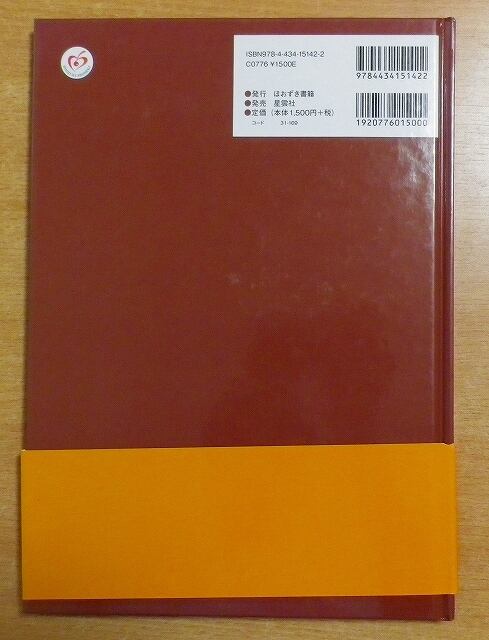 ISBN978-4-434-15142-2
C0776 ¥1500E
9784434151422
●発行 ほおずき書籍
●発売 星雲社
●定価(本体1,500円+税)
コード 31-109
1920776015000